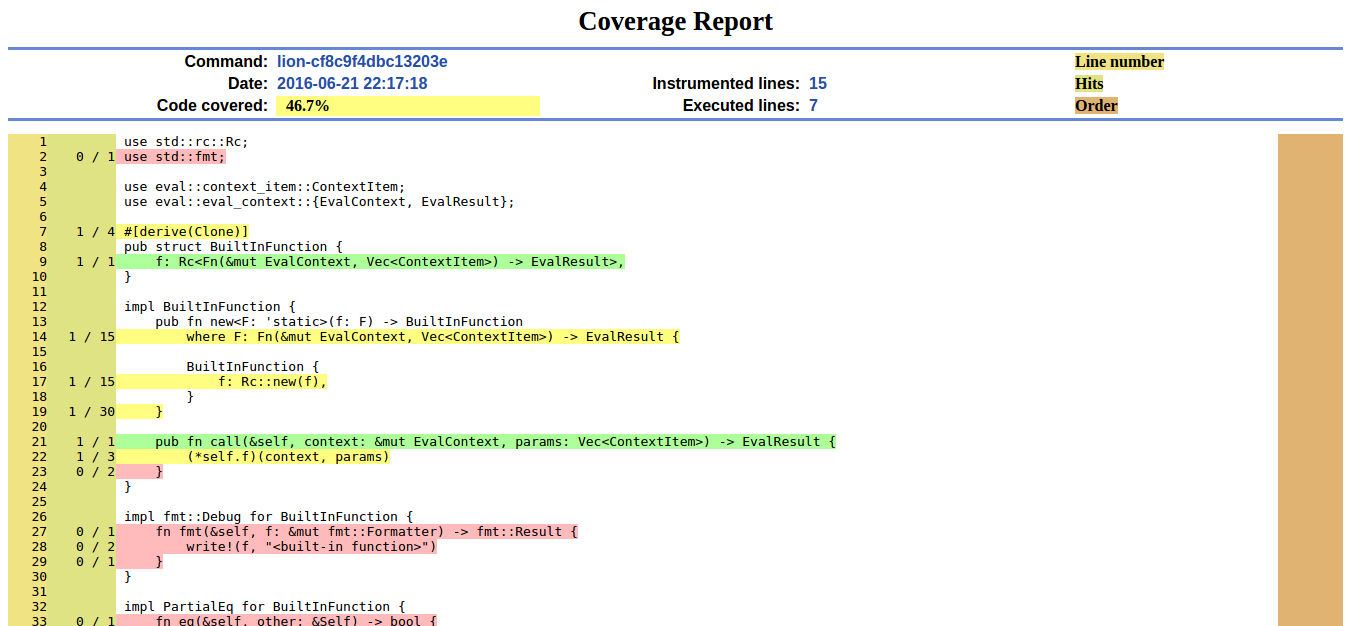 Coverage Report
Command: lion-cf8c9f4dbc13203e Line number
Date: 2016-06-21 22:17:18 Instrumented lines: 15 Hits
Code covered: 46.7% Executed lines: 7 Order
1 use std::rc::Rc;
2 0 / 1 use std::fmt;
3
4 use eval::context_item::ContextItem;
5 use eval::eval_context::{EvalContext, EvalResult};
6
7 1 / 4 #[derive(Clone)]
8 pub struct BuiltInFunction {
9 1 / 1     f: Rc<Fn(&mut EvalContext, Vec<ContextItem>) -> EvalResult>,
10 }
11
12 impl BuiltInFunction {
13     pub fn new<F: 'static>(f: F) -> BuiltInFunction
14 1 / 15         where F: Fn(&mut EvalContext, Vec<ContextItem>) -> EvalResult {
15
16         BuiltInFunction {
17 1 / 15             f: Rc::new(f),
18         }
19 1 / 30     }
20
21 1 / 1     pub fn call(&self, context: &mut EvalContext, params: Vec<ContextItem>) -> EvalResult {
22 1 / 3         (*self.f)(context, params)
23 0 / 2     }
24 }
25
26 impl fmt::Debug for BuiltInFunction {
27 0 / 1     fn fmt(&self, f: &mut fmt::Formatter) -> fmt::Result {
28 0 / 2         write!(f, "<built-in function>")
29 0 / 1     }
30 }
31
32 impl PartialEq for BuiltInFunction {
33 0 / 1     fn eq(&self, other: &Self) -> bool {